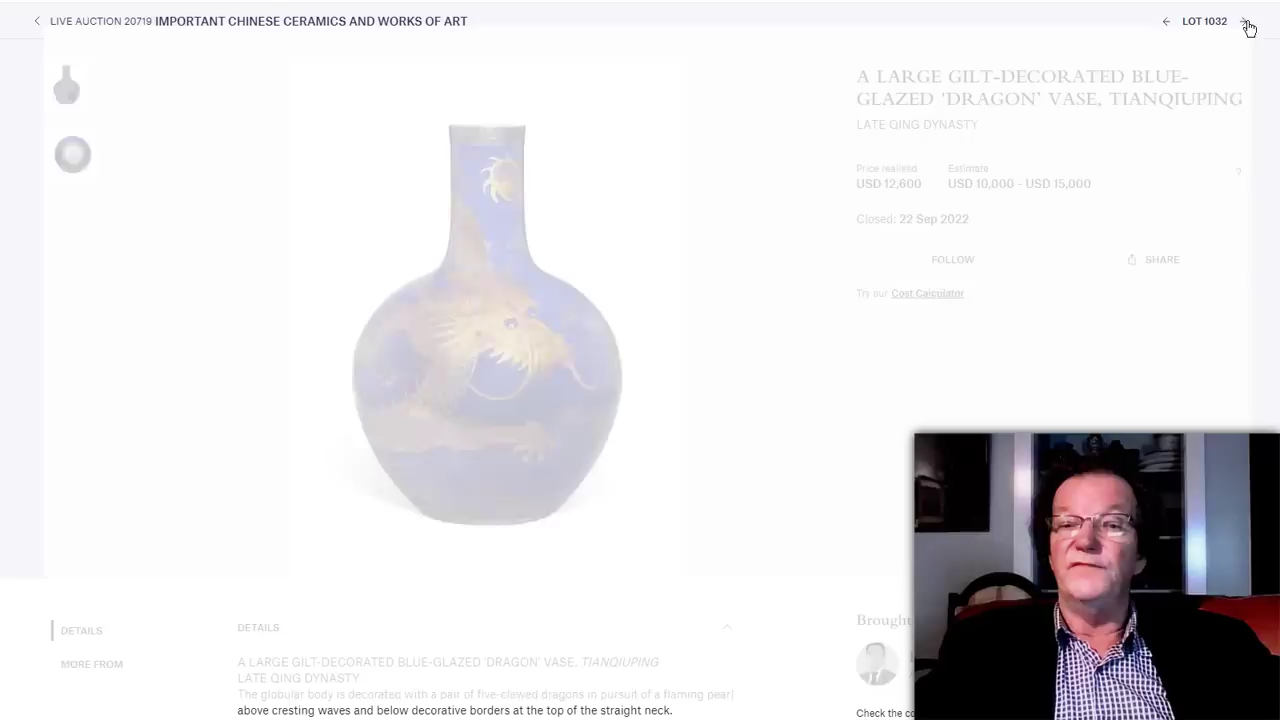 LIVE AUCTION 20719 IMPORTANT CHINESE CERAMICS AND WORKS OF ART
LOT 1032
A LARGE GILT-DECORATED BLUE-
GLAZED 'DRAGON' VASE, TIANQIUPING
LATE QING DYNASTY
Price realised Estimate
USD 12,600 USD 10,000 - USD 15,000
?
Closed: 22 Sep 2022
FOLLOW SHARE
Try our Cost Calculator
DETAILS
MORE FROM
DETAILS
A LARGE GILT-DECORATED BLUE-GLAZED 'DRAGON' VASE, TIANQIUPING
LATE QING DYNASTY
The globular body is decorated with a pair of five-clawed dragons in pursuit of a flaming pearl
above cresting waves and below decorative borders at the top of the straight neck.
Brought
Check the